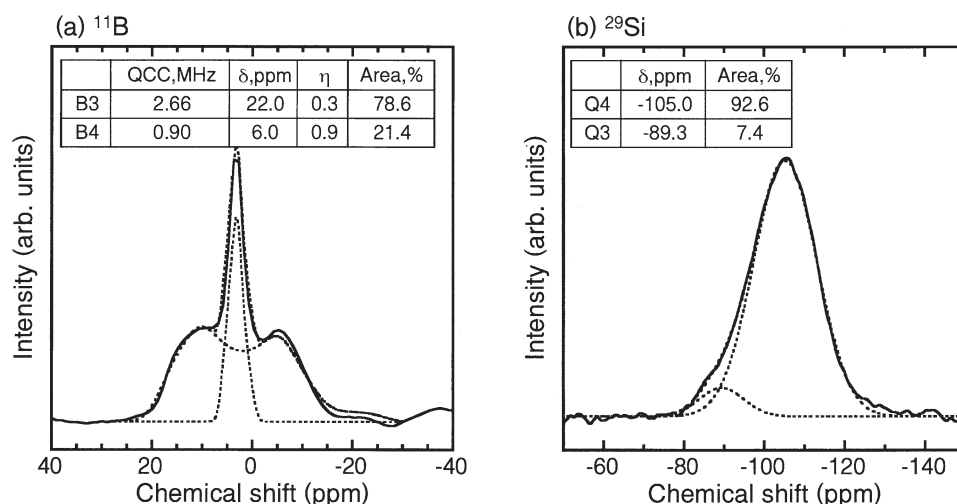 (a) ¹¹B
QCC,MHz δ,ppm η Area,%
B3 2.66 22.0 0.3 78.6
B4 0.90 6.0 0.9 21.4
Intensity (arb. units)
40 20 0 -20 -40
Chemical shift (ppm)
(b) ²⁹Si
δ,ppm Area,%
Q4 -105.0 92.6
Q3 -89.3 7.4
Intensity (arb. units)
-60 -80 -100 -120 -140
Chemical shift (ppm)